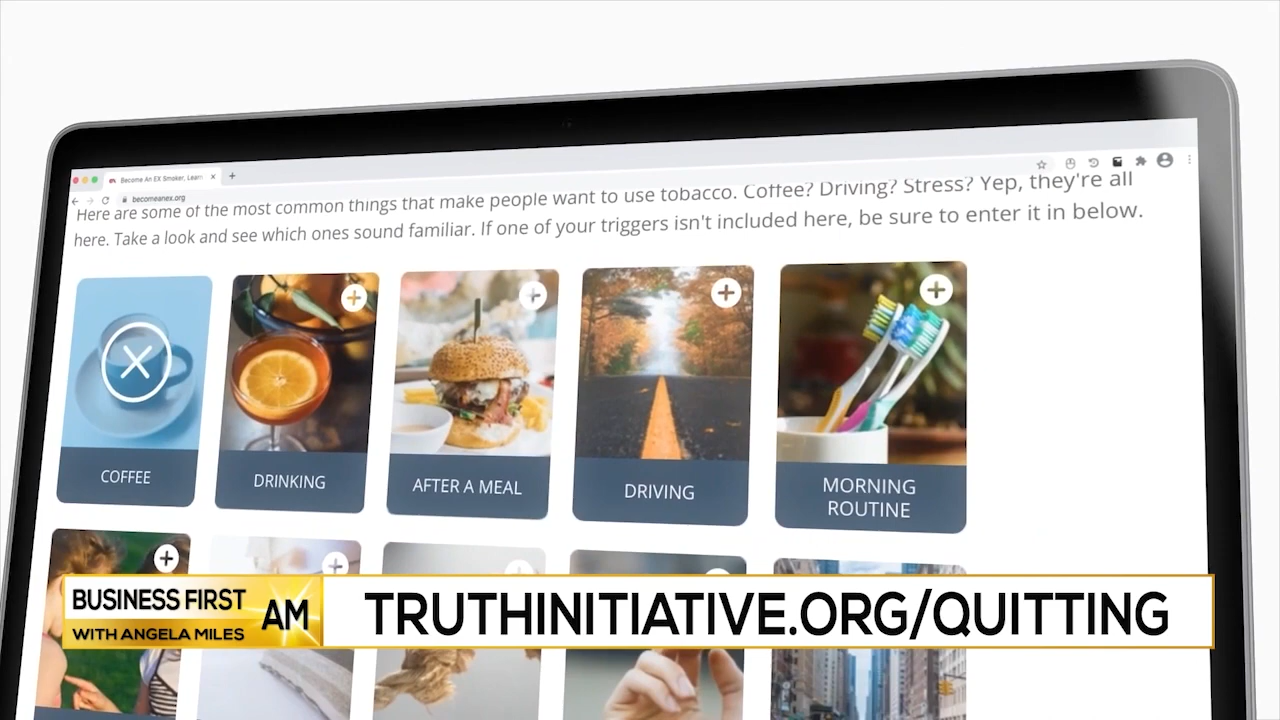 Become An EX Smoker, Learn
becomeanex.org
Here are some of the most common things that make people want to use tobacco. Coffee? Driving? Stress? Yep, they're all
here. Take a look and see which ones sound familiar. If one of your triggers isn't included here, be sure to enter it in below.
COFFEE
DRINKING
AFTER A MEAL
DRIVING
MORNING
ROUTINE
BUSINESS FIRST
AM
WITH ANGELA MILES
TRUTHINITIATIVE.ORG/QUITTING